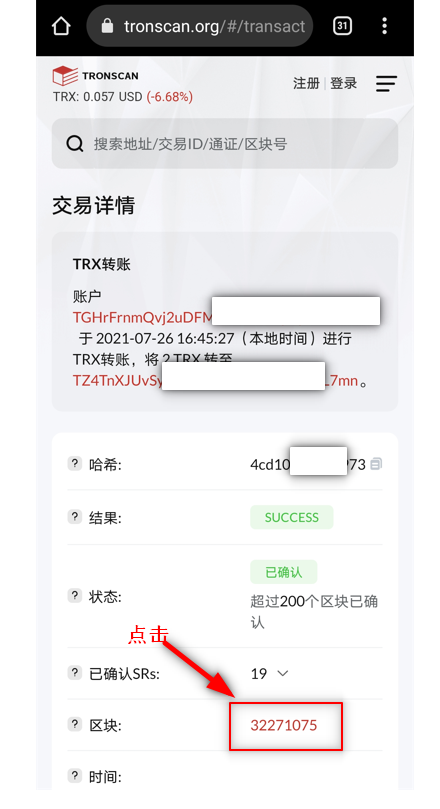 tronscan.org/#/transact
31
TRONSCAN
TRX: 0.057 USD (-6.68%)
注册 登录
搜索地址/交易ID/通证/区块号
交易详情
TRX转账
账户
TGHrFrnmQvj2uDFM
于 2021-07-26 16:45:27（本地时间）进行
TRX转账，将 2 TRX 转至
TZ4TnXJUvSy L7mn 。
? 哈希: 4cd10 973
? 结果: SUCCESS
已确认
? 状态: 超过200个区块已确
认
点击
? 已确认SRs: 19
? 区块: 32271075
? 时间: